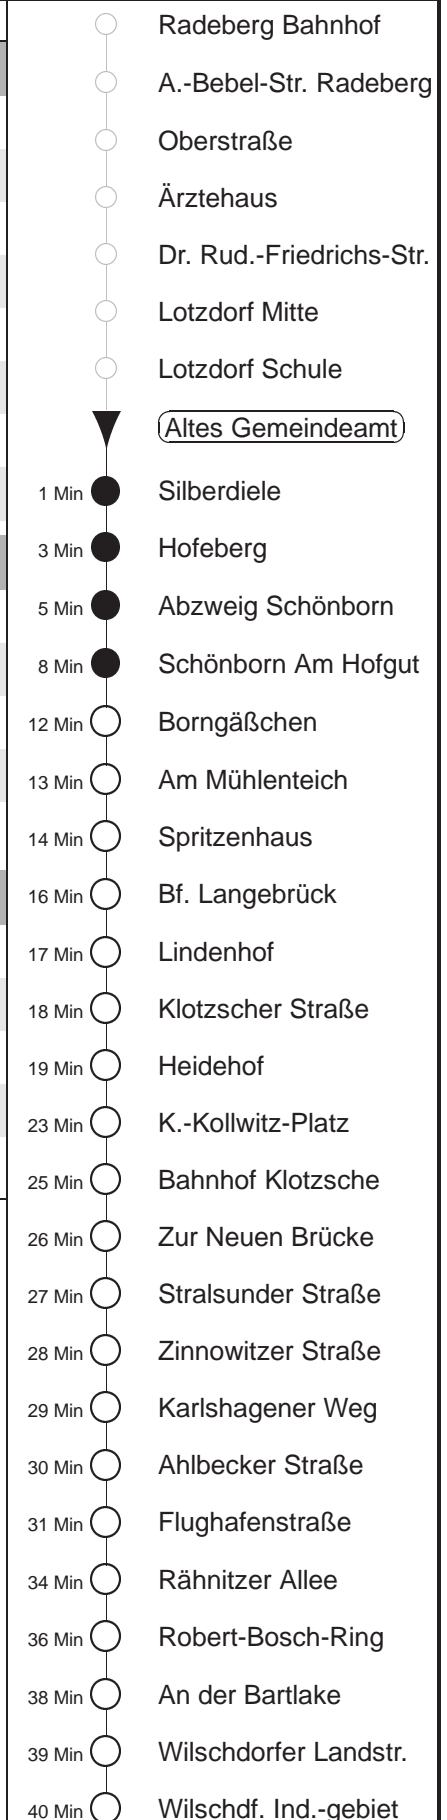 Radeberg Bahnhof
A.-Bebel-Str. Radeberg
Oberstraße
Ärztehaus
Dr. Rud.-Friedrichs-Str.
Lotzdorf Mitte
Lotzdorf Schule
Altes Gemeindeamt
1 Min Silberdiele
3 Min Hofeberg
5 Min Abzweig Schönborn
8 Min Schönborn Am Hofgut
12 Min Borngäßchen
13 Min Am Mühlenteich
14 Min Spritzenhaus
16 Min Bf. Langebrück
17 Min Lindenhof
18 Min Klotzscher Straße
19 Min Heidehof
23 Min K.-Kollwitz-Platz
25 Min Bahnhof Klotzsche
26 Min Zur Neuen Brücke
27 Min Stralsunder Straße
28 Min Zinnowitzer Straße
29 Min Karlshagener Weg
30 Min Ahlbecker Straße
31 Min Flughafenstraße
34 Min Rähnitzer Allee
36 Min Robert-Bosch-Ring
38 Min An der Bartlake
39 Min Wilschdorfer Landstr.
40 Min Wilschdf. Ind.-gebiet